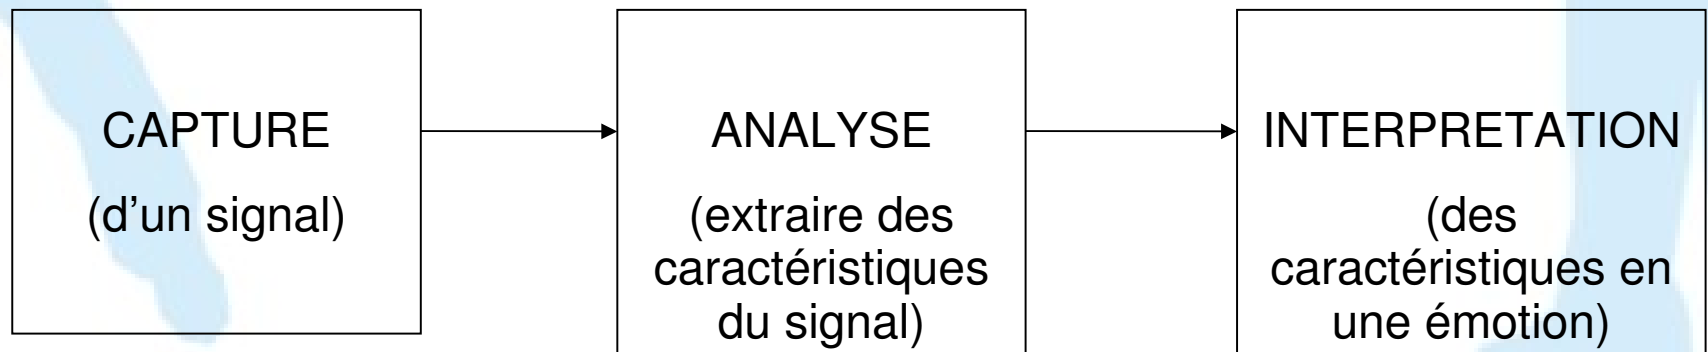 CAPTURE
(d’un signal)
ANALYSE
(extraire des
caractéristiques
du signal)
INTERPRETATION
(des
caractéristiques en
une émotion)